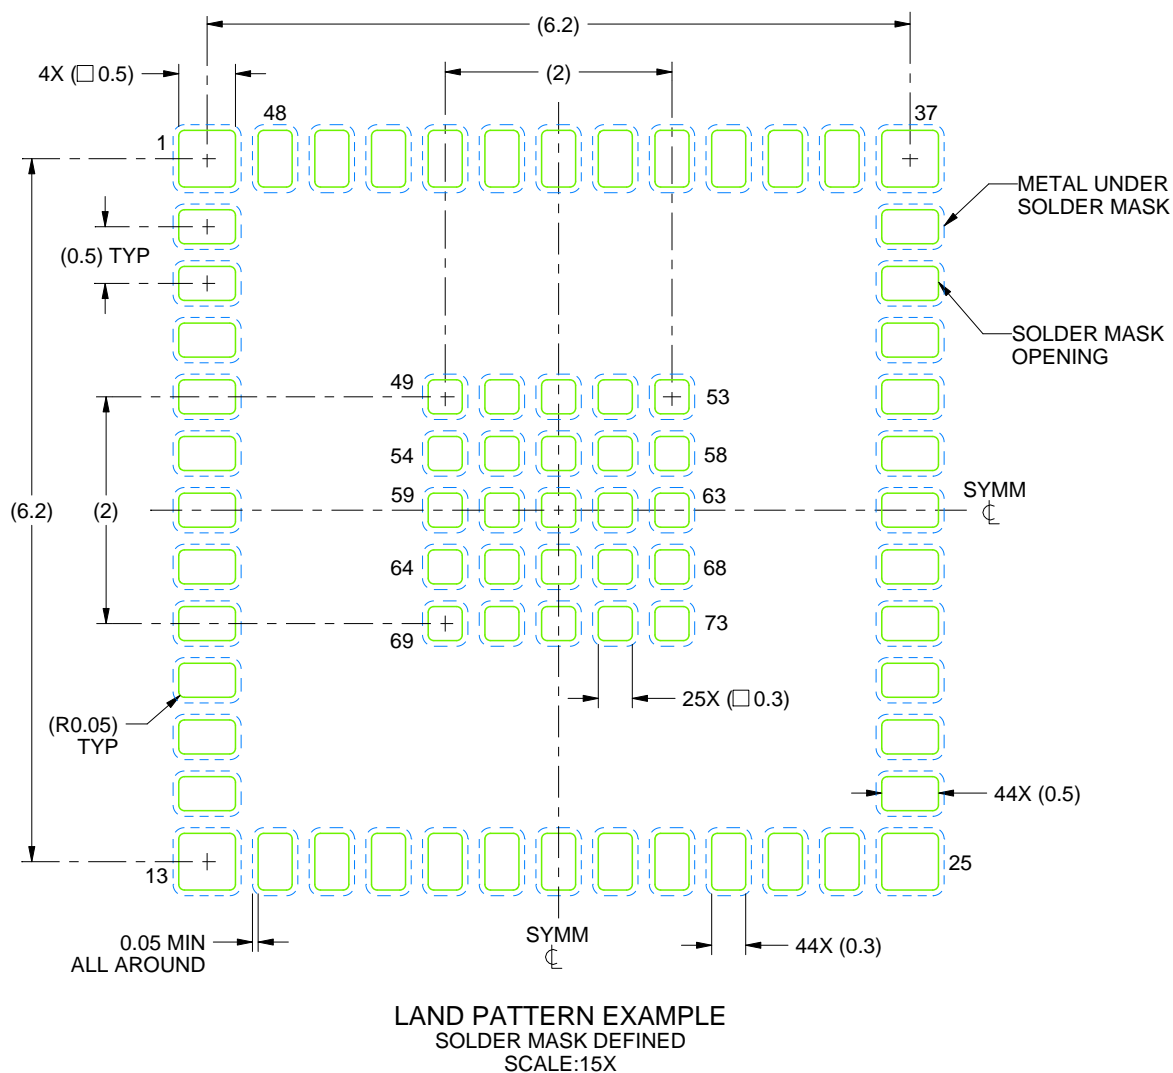 (6.2)
4X (□ 0.5)
(2)
1
48
37
METAL UNDER
SOLDER MASK
(0.5) TYP
SOLDER MASK
OPENING
49
53
54
58
(6.2)
(2)
59
63
SYMM
℄
64
68
69
73
25X (□ 0.3)
(R0.05)
TYP
44X (0.5)
13
25
0.05 MIN
ALL AROUND
SYMM
℄
44X (0.3)
LAND PATTERN EXAMPLE
SOLDER MASK DEFINED
SCALE:15X